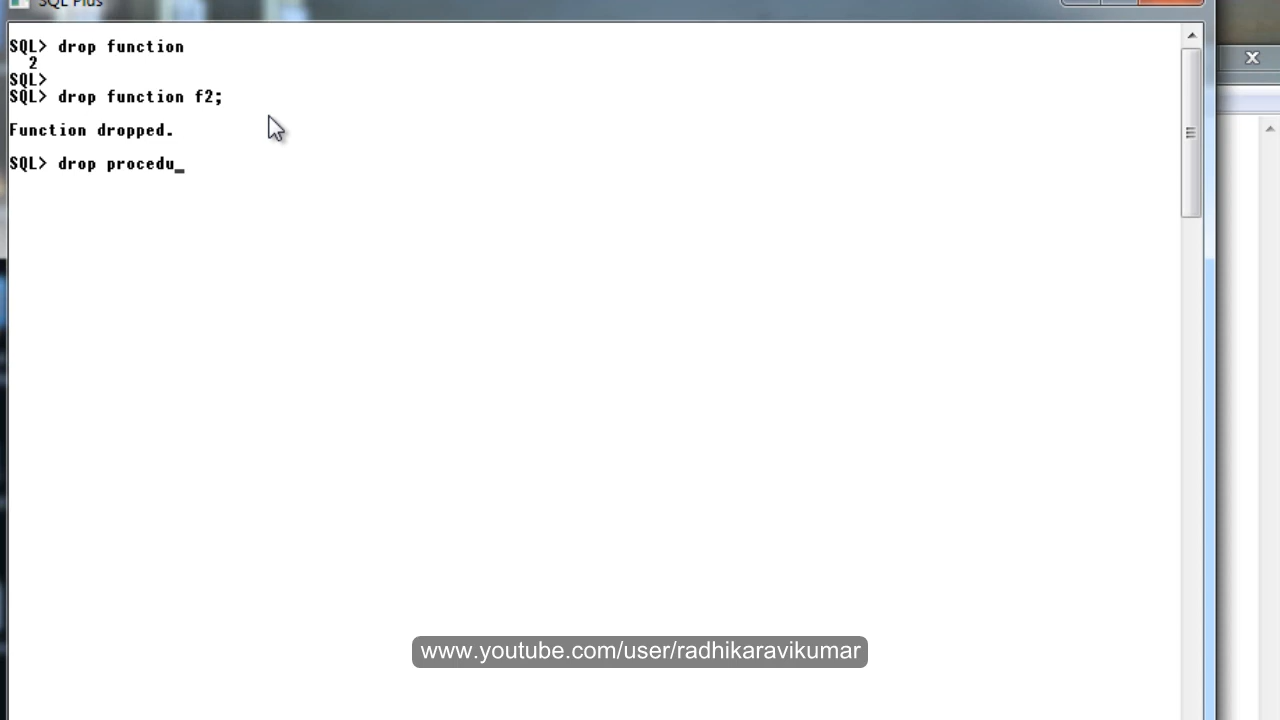 SQL Plus
SQL> drop function
2
SQL>
SQL> drop function f2;
Function dropped.
SQL> drop procedu_
www.youtube.com/user/radhikaravikumar